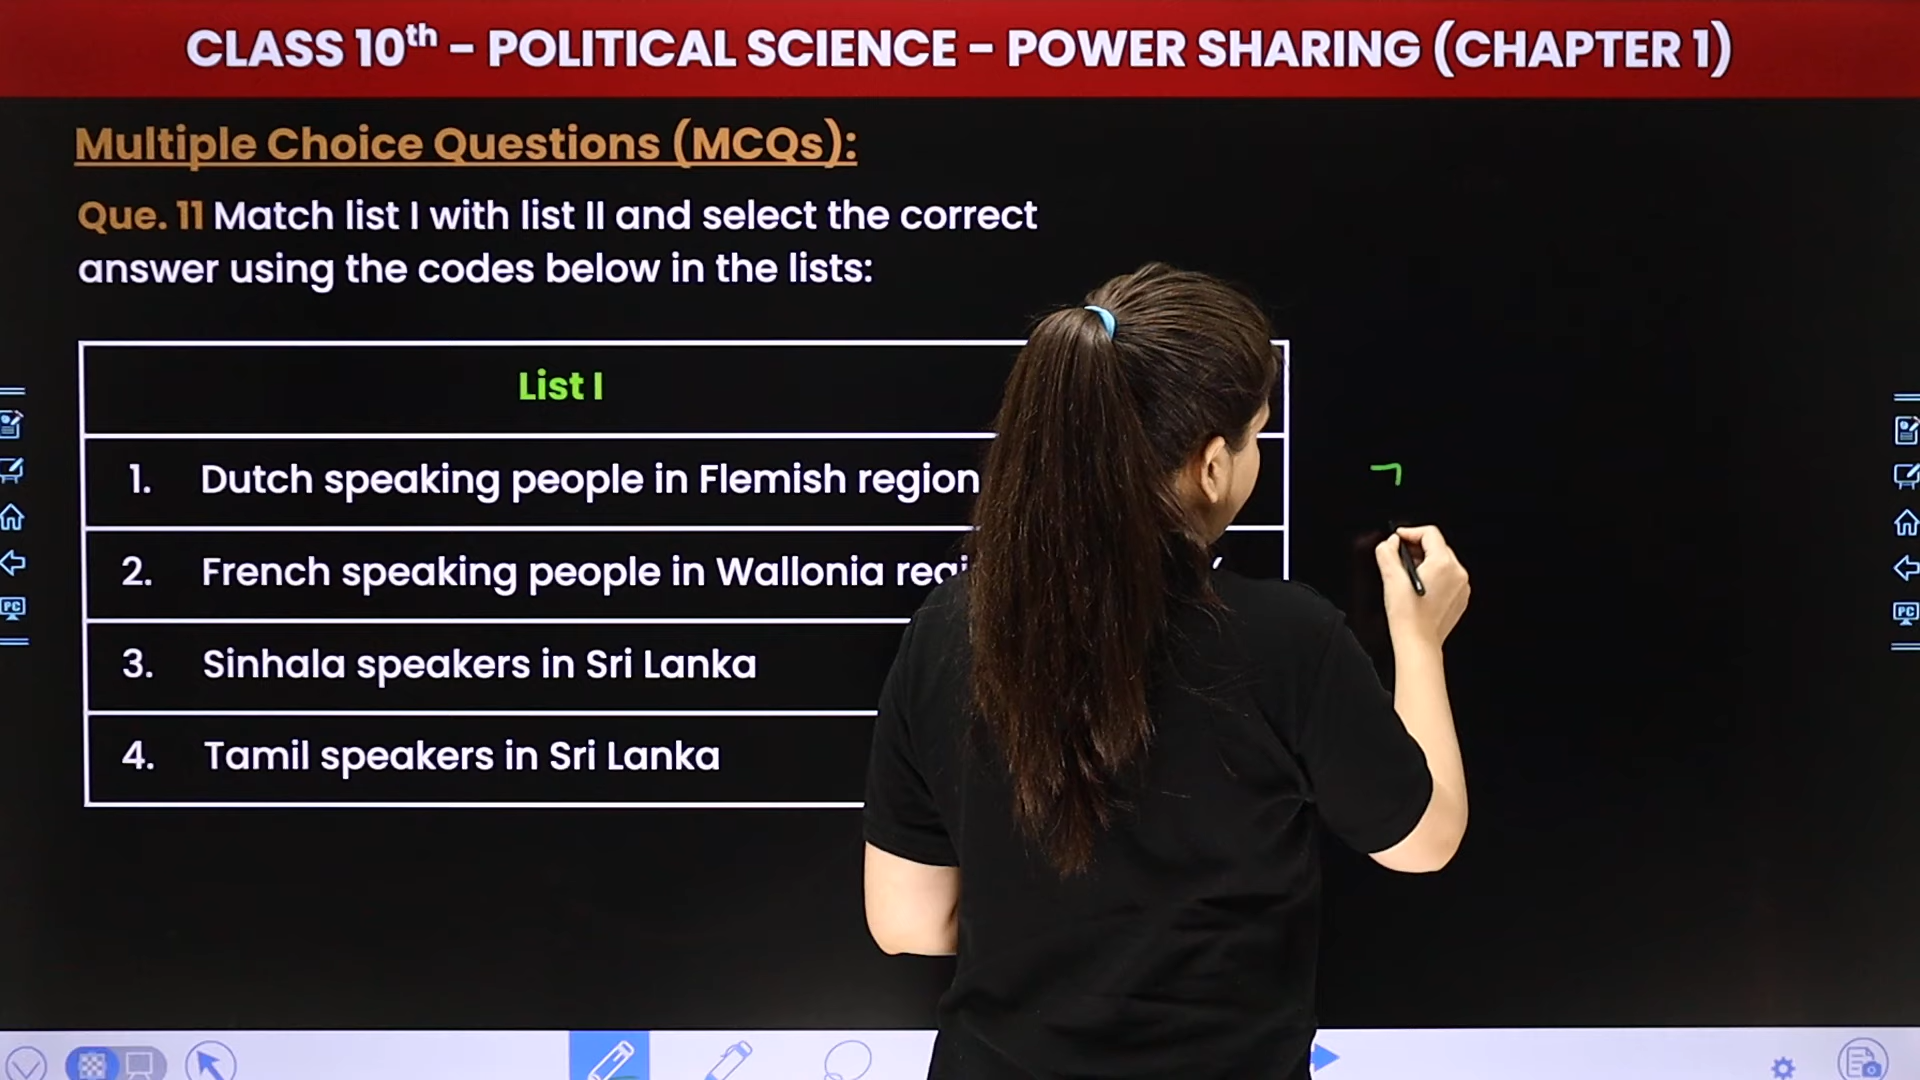 CLASS 10th - POLITICAL SCIENCE - POWER SHARING (CHAPTER 1)
Multiple Choice Questions (MCQs):
Que. 11 Match list I with list II and select the correct
answer using the codes below in the lists:
List I
1. Dutch speaking people in Flemish region
2. French speaking people in Wallonia
3. Sinhala speakers in Sri Lanka
4. Tamil speakers in Sri Lanka
PC
PC